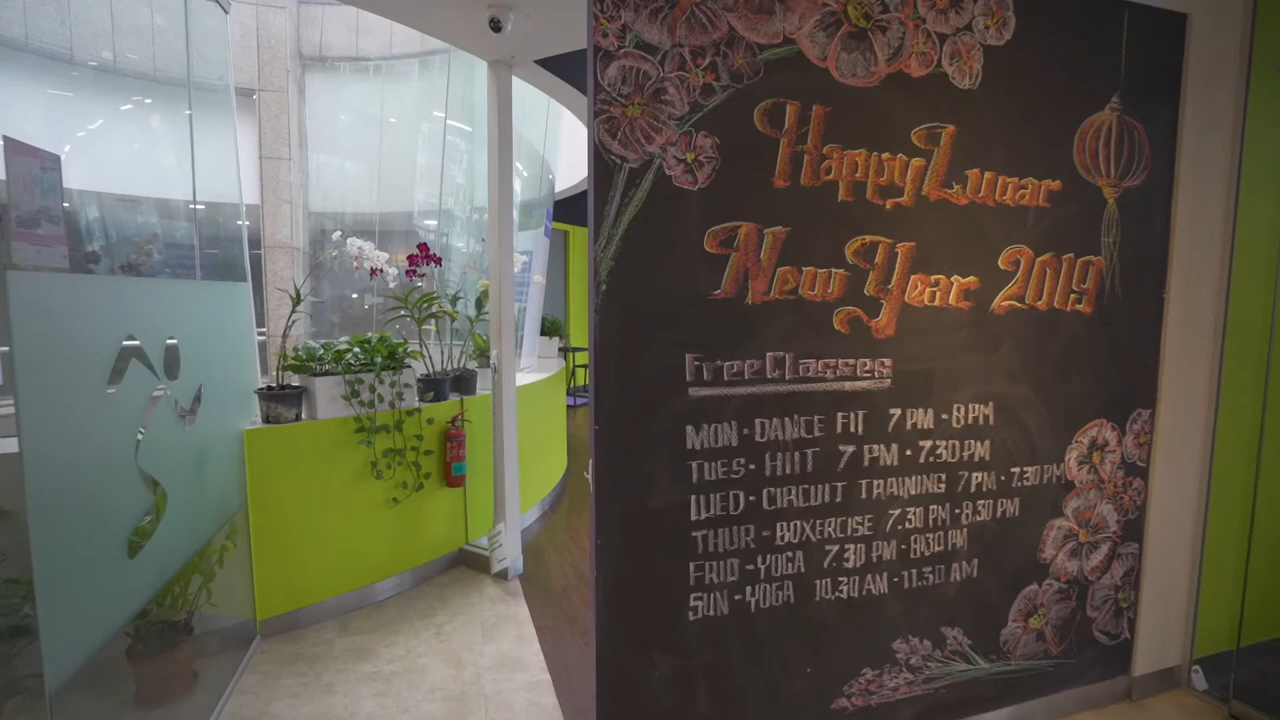 Happy Lunar
New Year 2019
Free Classes
MON - DANCE FIT 7 PM - 8 PM
TUES - HIIT 7 PM - 7.30 PM
WED - CIRCUIT TRAINING 7 PM - 7.30 PM
THUR - BOXERCISE 7.30 PM - 8.30 PM
FRID - YOGA 7.30 PM - 8:30 PM
SUN - YOGA 10.30 AM - 11.30 AM